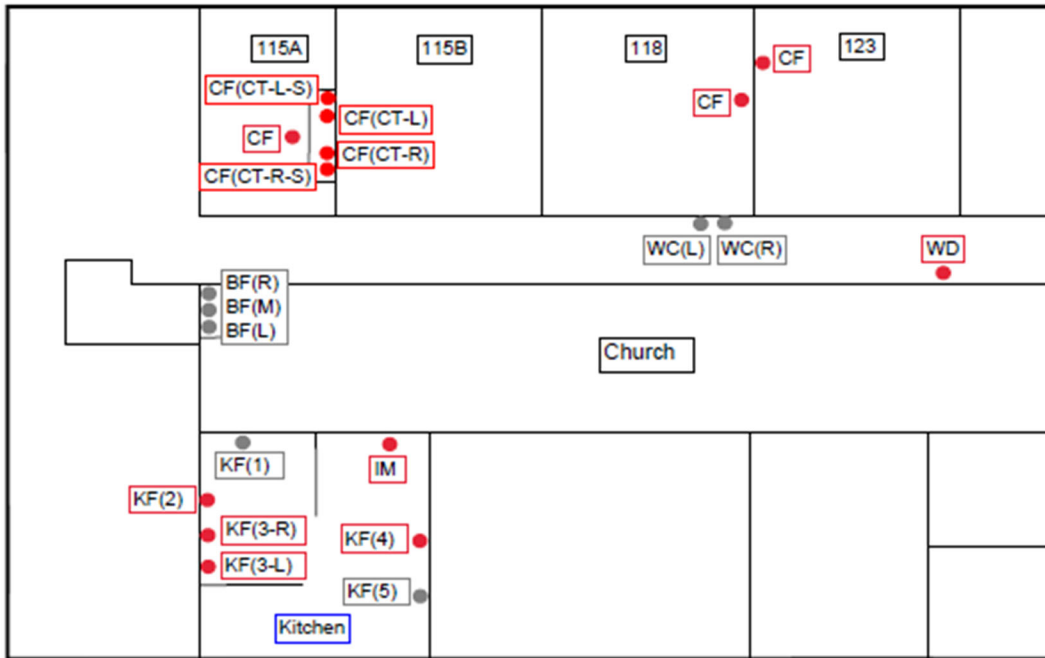 115A
115B
118
123
CF
CF(CT-L-S)
CF
CF(CT-L)
CF
CF(CT-R)
CF(CT-R-S)
WC(L)
WC(R)
WD
BF(R)
BF(M)
BF(L)
Church
KF(1)
IM
KF(2)
KF(3-R)
KF(4)
KF(3-L)
KF(5)
Kitchen